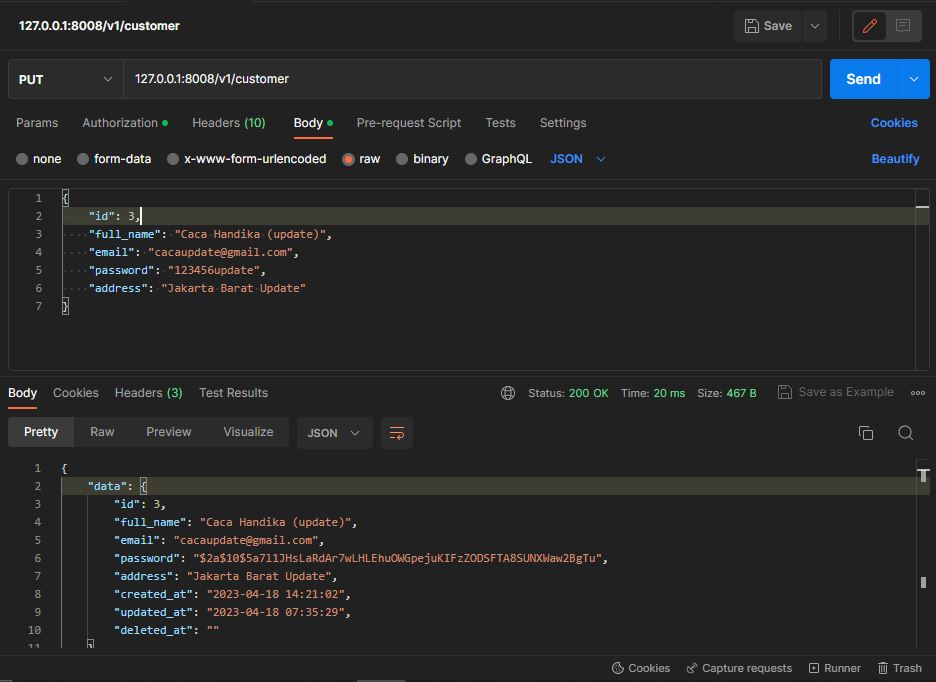 127.0.0.1:8008/v1/customer
Save
PUT
127.0.0.1:8008/v1/customer
Send
Params Authorization Headers (10) Body Pre-request Script Tests Settings Cookies
none form-data x-www-form-urlencoded raw binary GraphQL JSON Beautify
1 {
2 "id": 3,
3 "full_name": "Caca Handika (update)",
4 "email": "cacaupdate@gmail.com",
5 "password": "123456update",
6 "address": "Jakarta Barat Update"
7 }
Body Cookies Headers (3) Test Results Status: 200 OK Time: 20 ms Size: 467 B Save as Example
Pretty Raw Preview Visualize JSON
1 {
2 "data": {
3 "id": 3,
4 "full_name": "Caca Handika (update)",
5 "email": "cacaupdate@gmail.com",
6 "password": "$2a$10$5a7l1JHsLaRdAr7wLHLEhuOWGpejuKIFzZODSFTA8SUNXWaw2BgTu",
7 "address": "Jakarta Barat Update",
8 "created_at": "2023-04-18 14:21:02",
9 "updated_at": "2023-04-18 07:35:29",
10 "deleted_at": ""
11 }
Cookies Capture requests Runner Trash